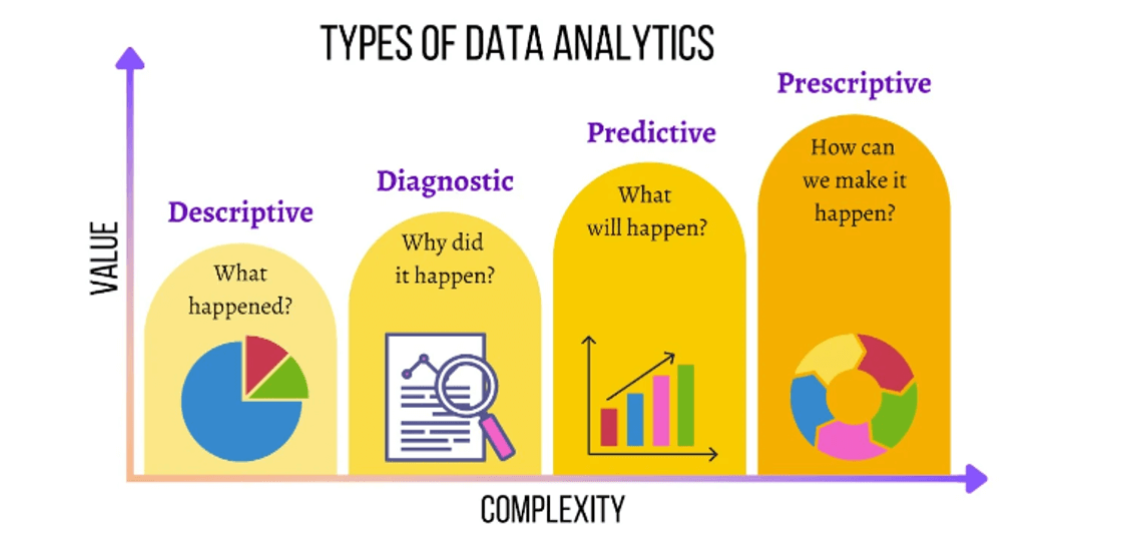 TYPES OF DATA ANALYTICS
VALUE
Descriptive
What
happened?
Diagnostic
Why did
it happen?
Predictive
What
will happen?
Prescriptive
How can
we make it
happen?
COMPLEXITY